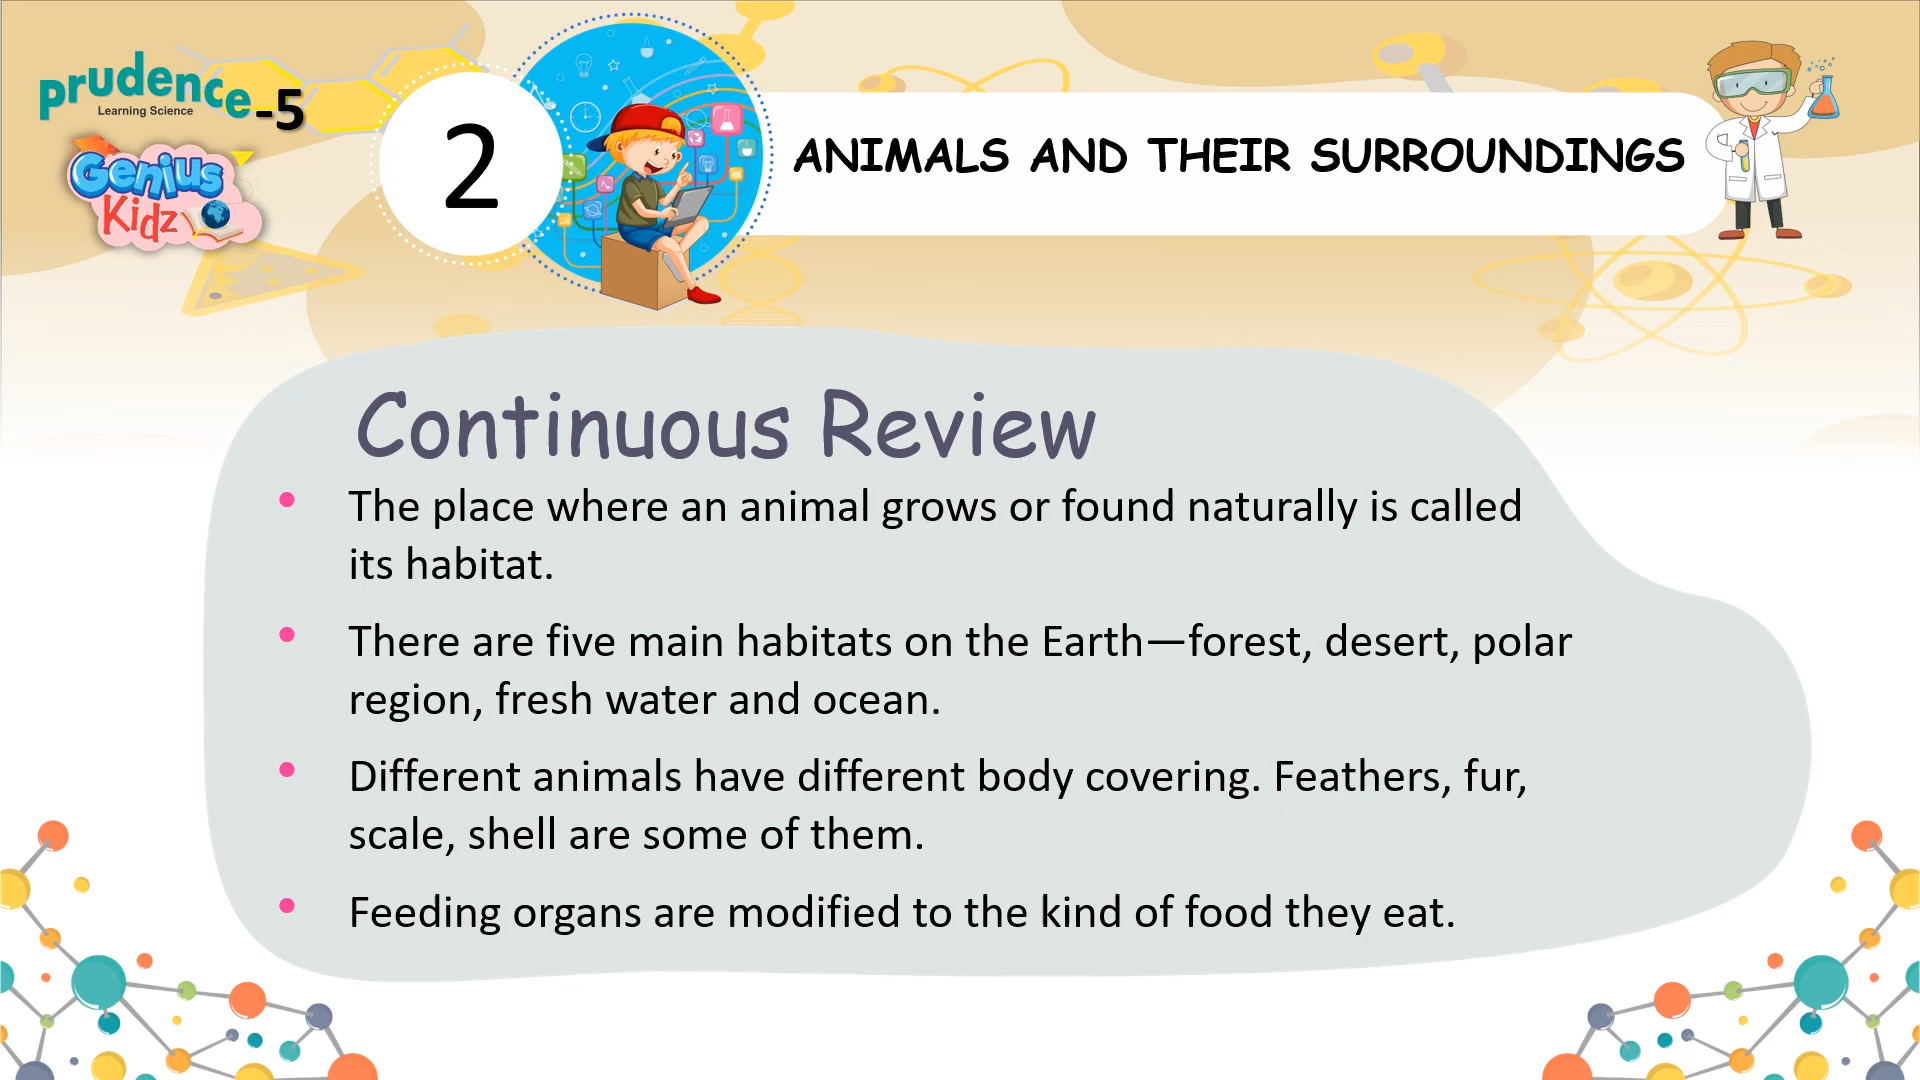 prudence-5
Learning Science
Genius
Kidz
2
ANIMALS AND THEIR SURROUNDINGS
Continuous Review
• The place where an animal grows or found naturally is called
its habitat.
• There are five main habitats on the Earth—forest, desert, polar
region, fresh water and ocean.
• Different animals have different body covering. Feathers, fur,
scale, shell are some of them.
• Feeding organs are modified to the kind of food they eat.